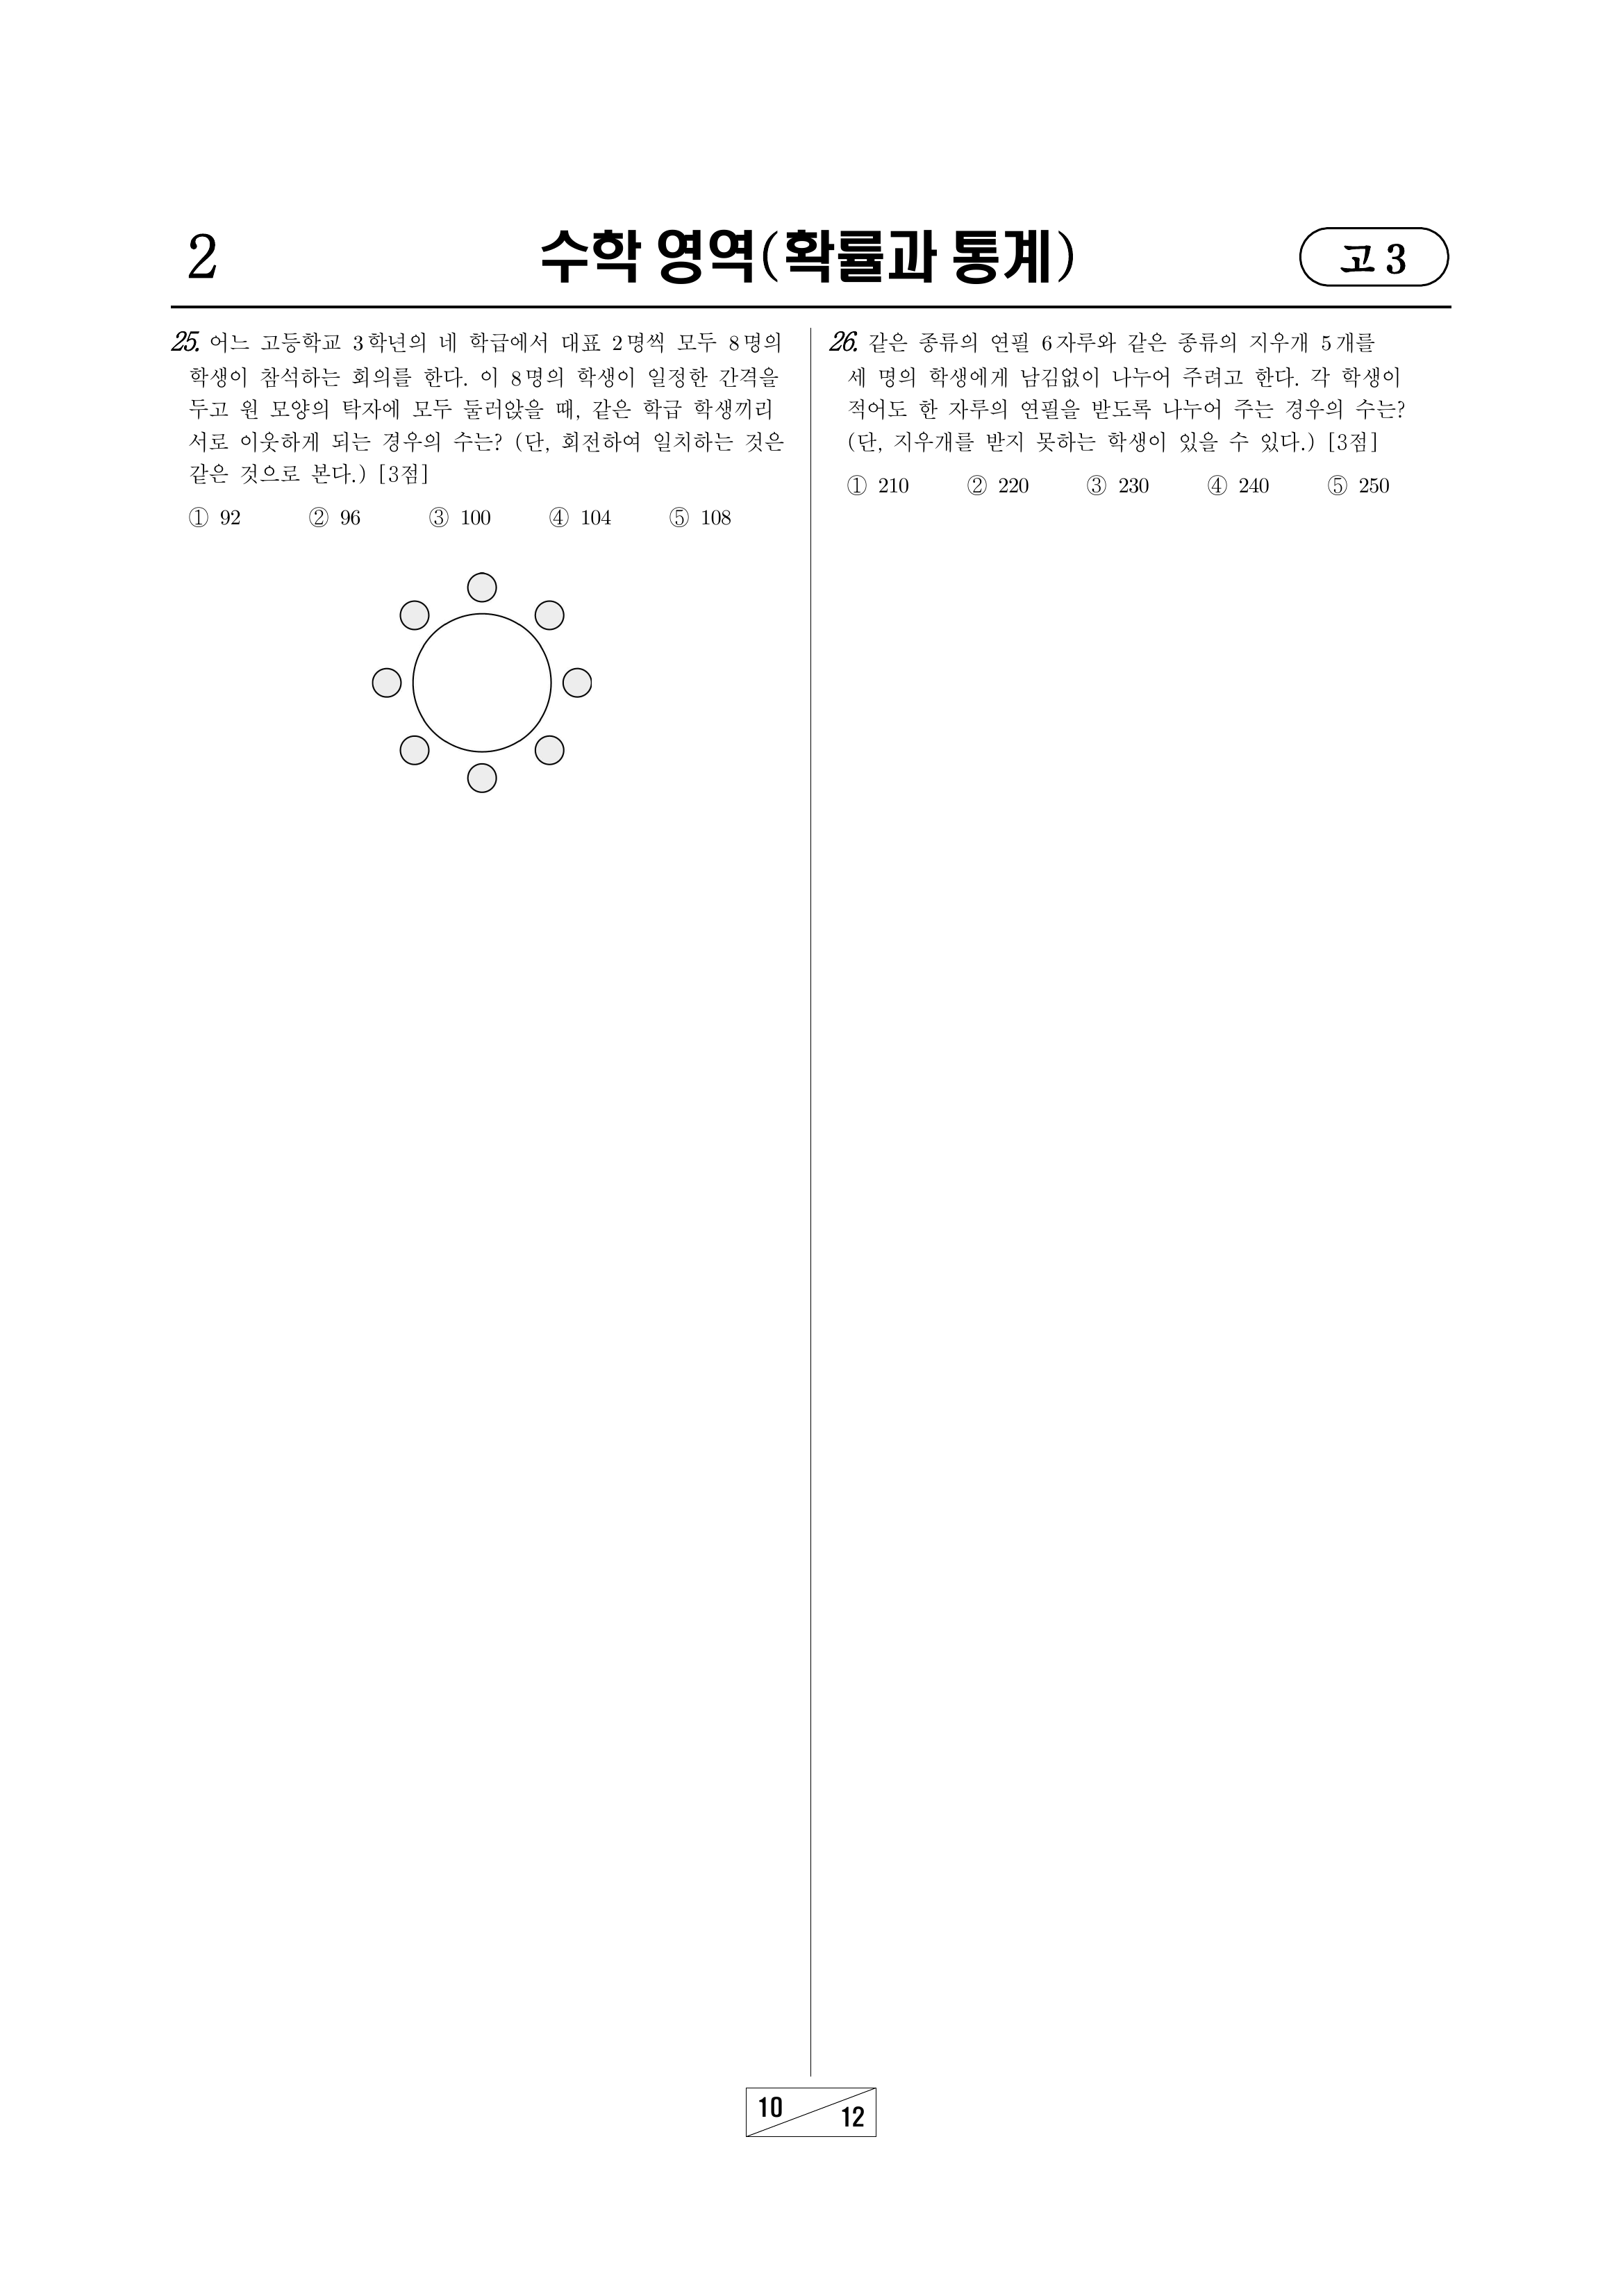 2
수학 영역(확률과 통계)
고 3
25. 어느 고등학교 3학년의 네 학급에서 대표 2명씩 모두 8명의
학생이 참석하는 회의를 한다. 이 8명의 학생이 일정한 간격을
두고 원 모양의 탁자에 모두 둘러앉을 때, 같은 학급 학생끼리
서로 이웃하게 되는 경우의 수는? (단, 회전하여 일치하는 것은
같은 것으로 본다.) [3점]
① 92 ② 96 ③ 100 ④ 104 ⑤ 108
26. 같은 종류의 연필 6자루와 같은 종류의 지우개 5개를
세 명의 학생에게 남김없이 나누어 주려고 한다. 각 학생이
적어도 한 자루의 연필을 받도록 나누어 주는 경우의 수는?
(단, 지우개를 받지 못하는 학생이 있을 수 있다.) [3점]
① 210 ② 220 ③ 230 ④ 240 ⑤ 250
10
12